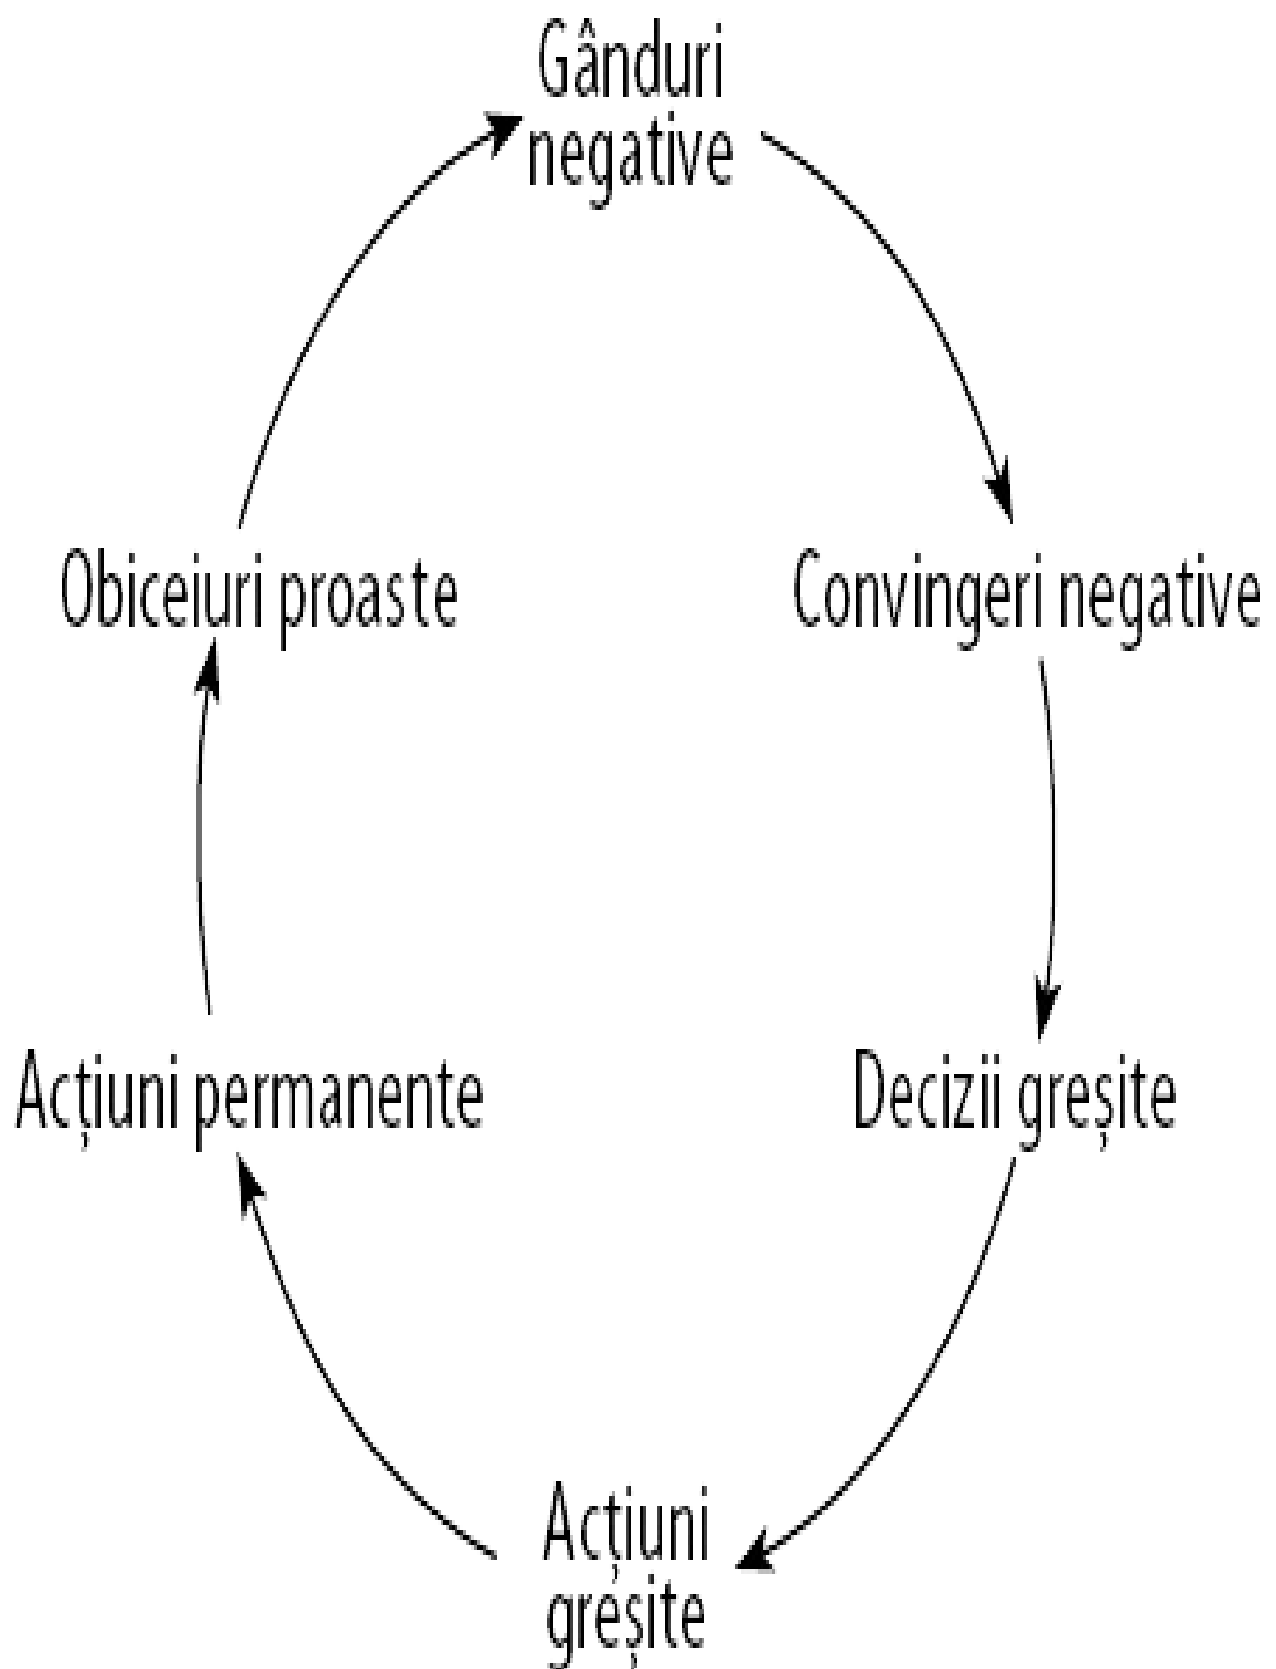 Gânduri
negative
Obiceiuri proaste
Convingeri negative
Acțiuni permanente
Decizii greșite
Acțiuni
greșite